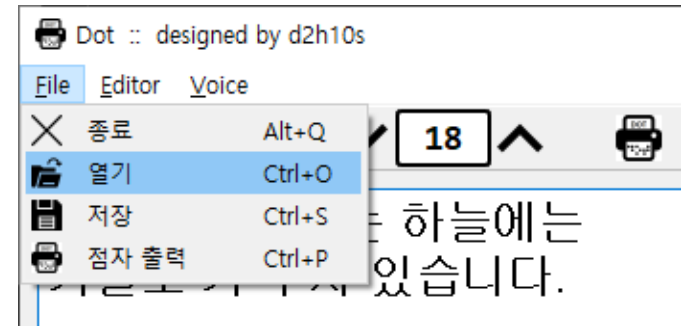 Dot :: designed by d2h10s
File Editor Voice
종료 Alt+Q
18
열기 Ctrl+O
저장 Ctrl+S
점자 출력 Ctrl+P
하늘에는
있습니다.